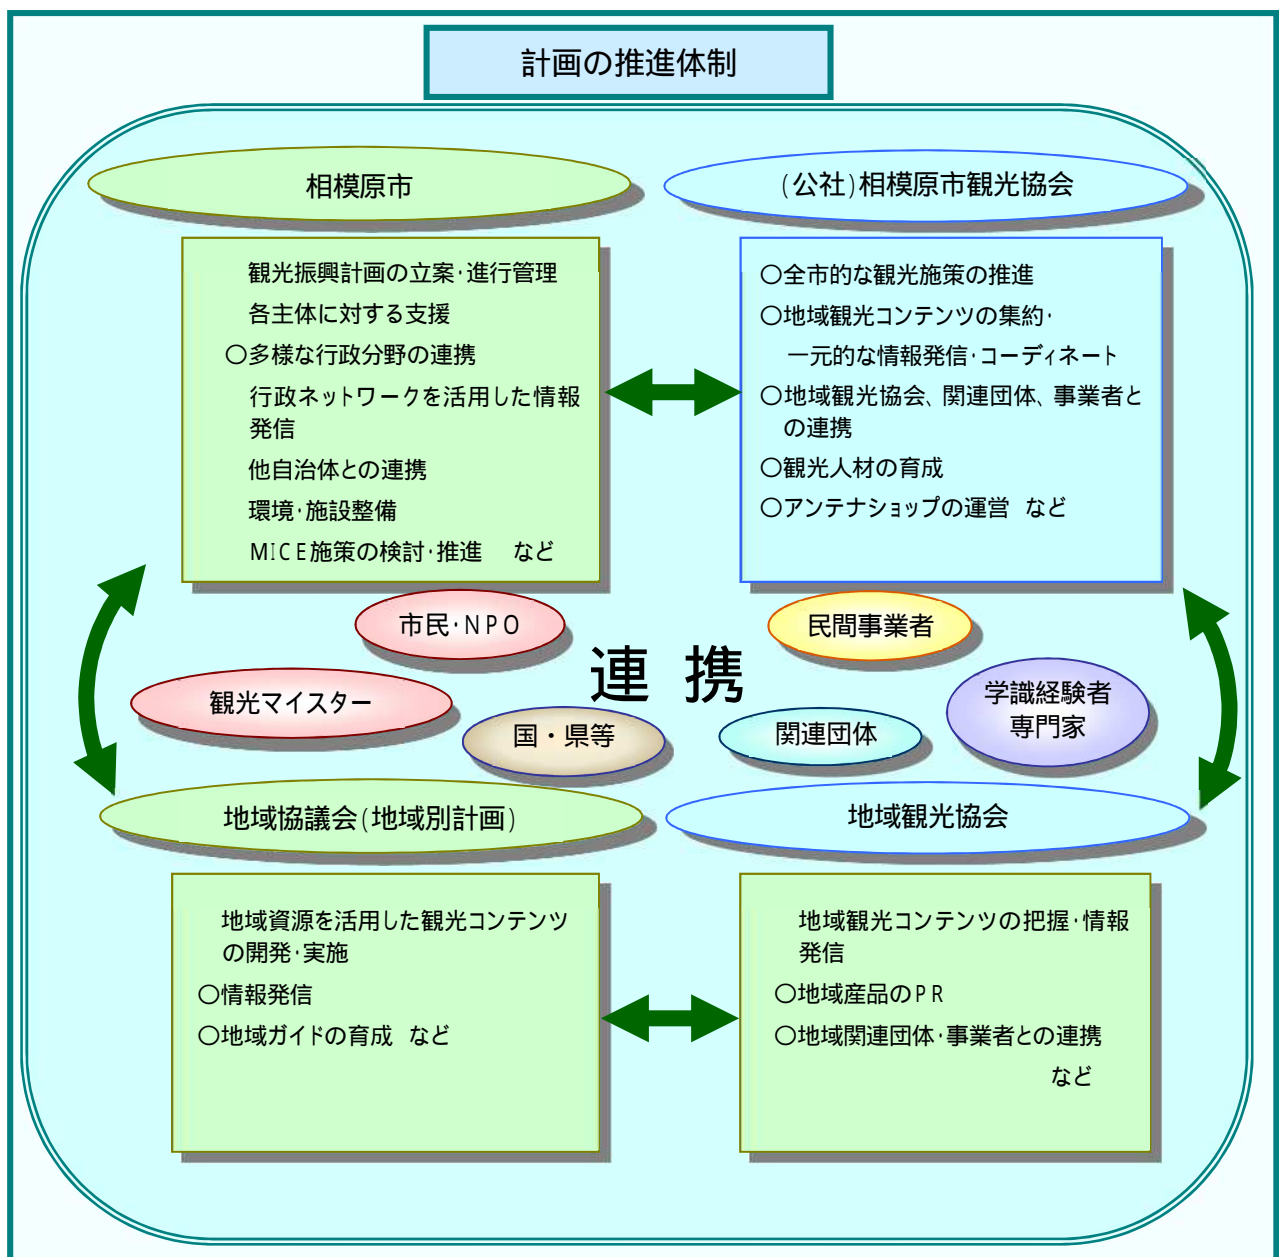 計画の推進体制
相模原市
観光振興計画の立案・進行管理
各主体に対する支援
○多様な行政分野の連携
行政ネットワークを活用した情報
発信
他自治体との連携
環境・施設整備
MICE施策の検討・推進 など
(公社)相模原市観光協会
○全市的な観光施策の推進
○地域観光コンテンツの集約・
一元的な情報発信・コーディネート
○地域観光協会、関連団体、事業者と
の連携
○観光人材の育成
○アンテナショップの運営 など
市民・NPO
民間事業者
連 携
観光マイスター
国・県等
関連団体
学識経験者
専門家
地域協議会(地域別計画)
地域資源を活用した観光コンテンツ
の開発・実施
○情報発信
○地域ガイドの育成 など
地域観光協会
地域観光コンテンツの把握・情報
発信
○地域産品のPR
○地域関連団体・事業者との連携
など